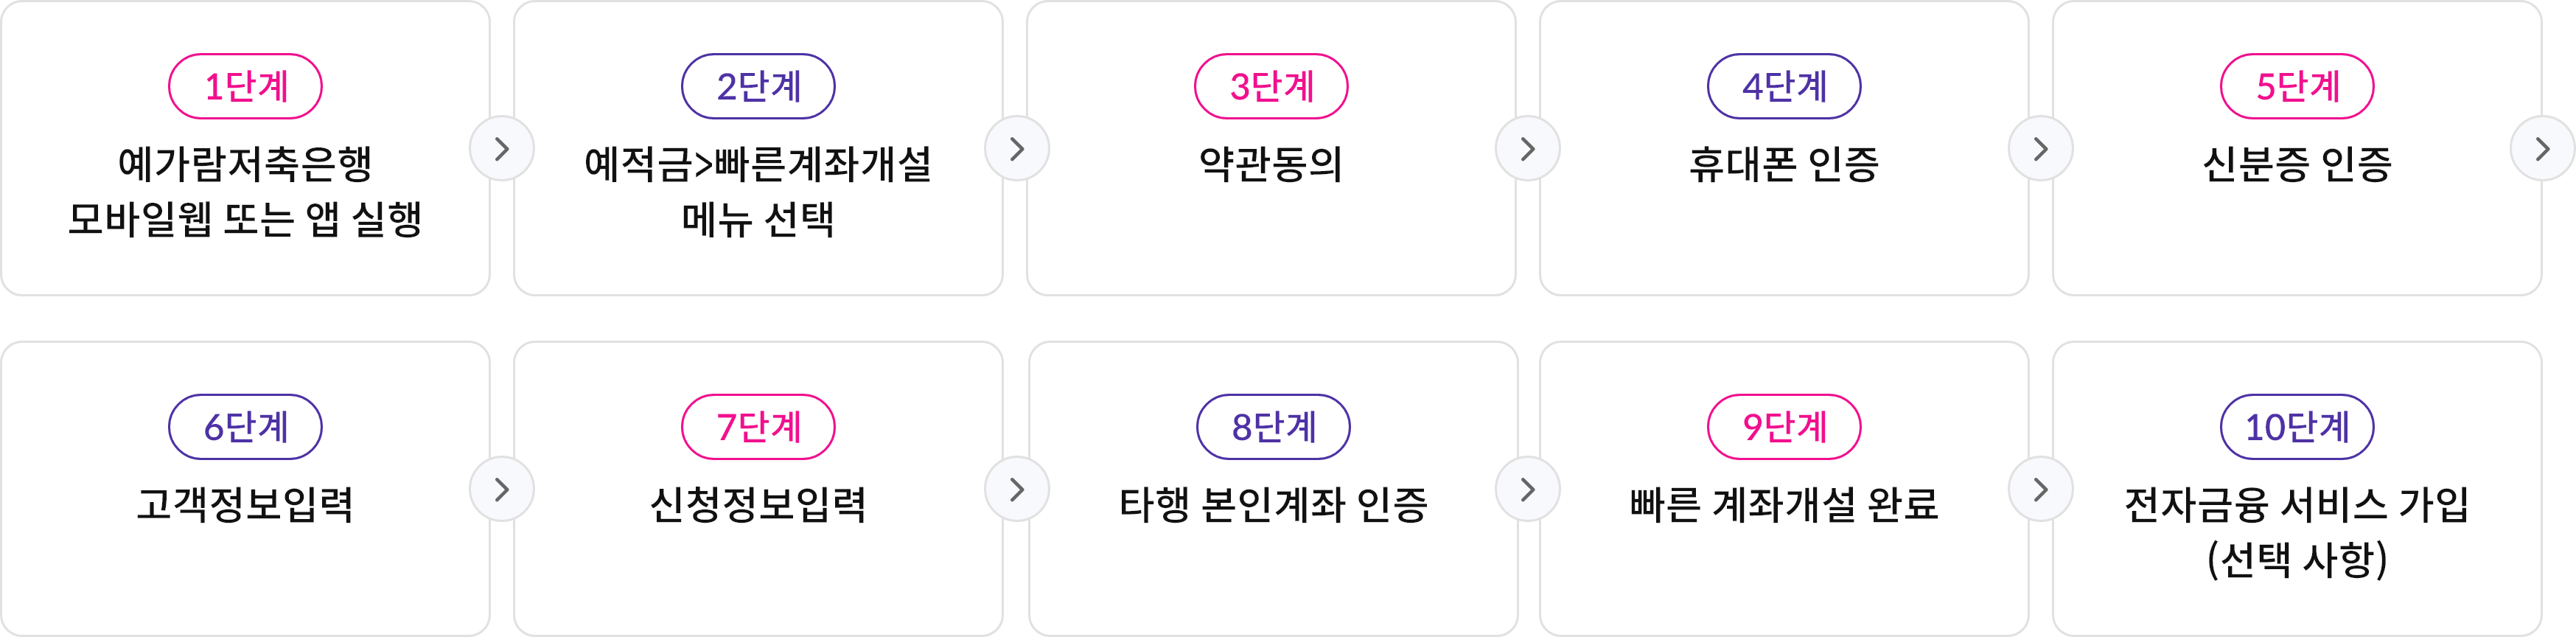 1단계
예가람저축은행
모바일웹 또는 앱 실행
2단계
예적금>빠른계좌개설
메뉴 선택
3단계
약관동의
4단계
휴대폰 인증
5단계
신분증 인증
6단계
고객정보입력
7단계
신청정보입력
8단계
타행 본인계좌 인증
9단계
빠른 계좌개설 완료
10단계
전자금융 서비스 가입
(선택 사항)